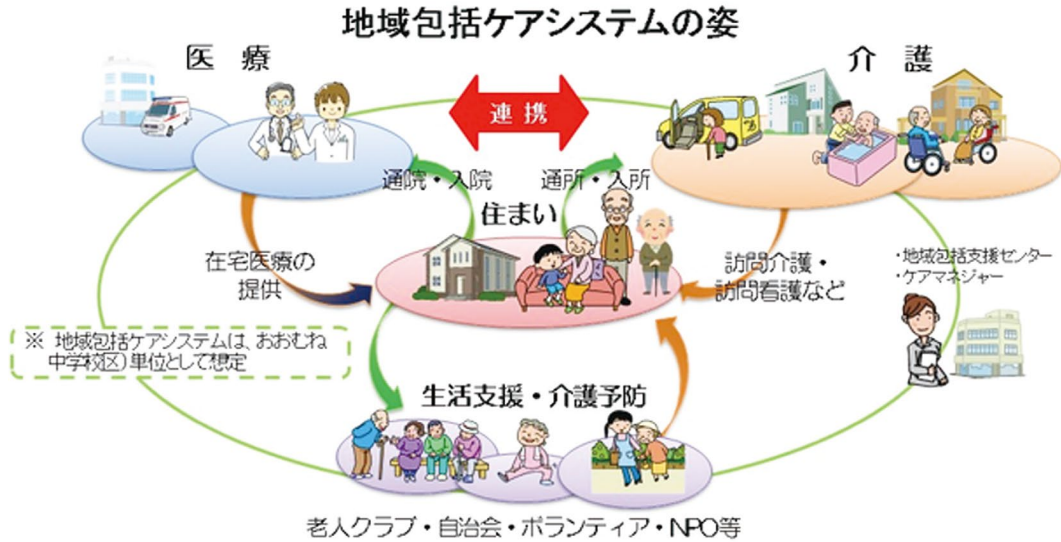 地域包括ケアシステムの姿
医 療
介 護
連 携
通院・入院
通所・入所
住まい
在宅医療の
提供
訪問介護・
訪問看護など
・地域包括支援センター
・ケアマネジャー
※ 地域包括ケアシステムは、おおむね
中学校区)単位として想定
生活支援・介護予防
老人クラブ・自治会・ボランティア・NPO等